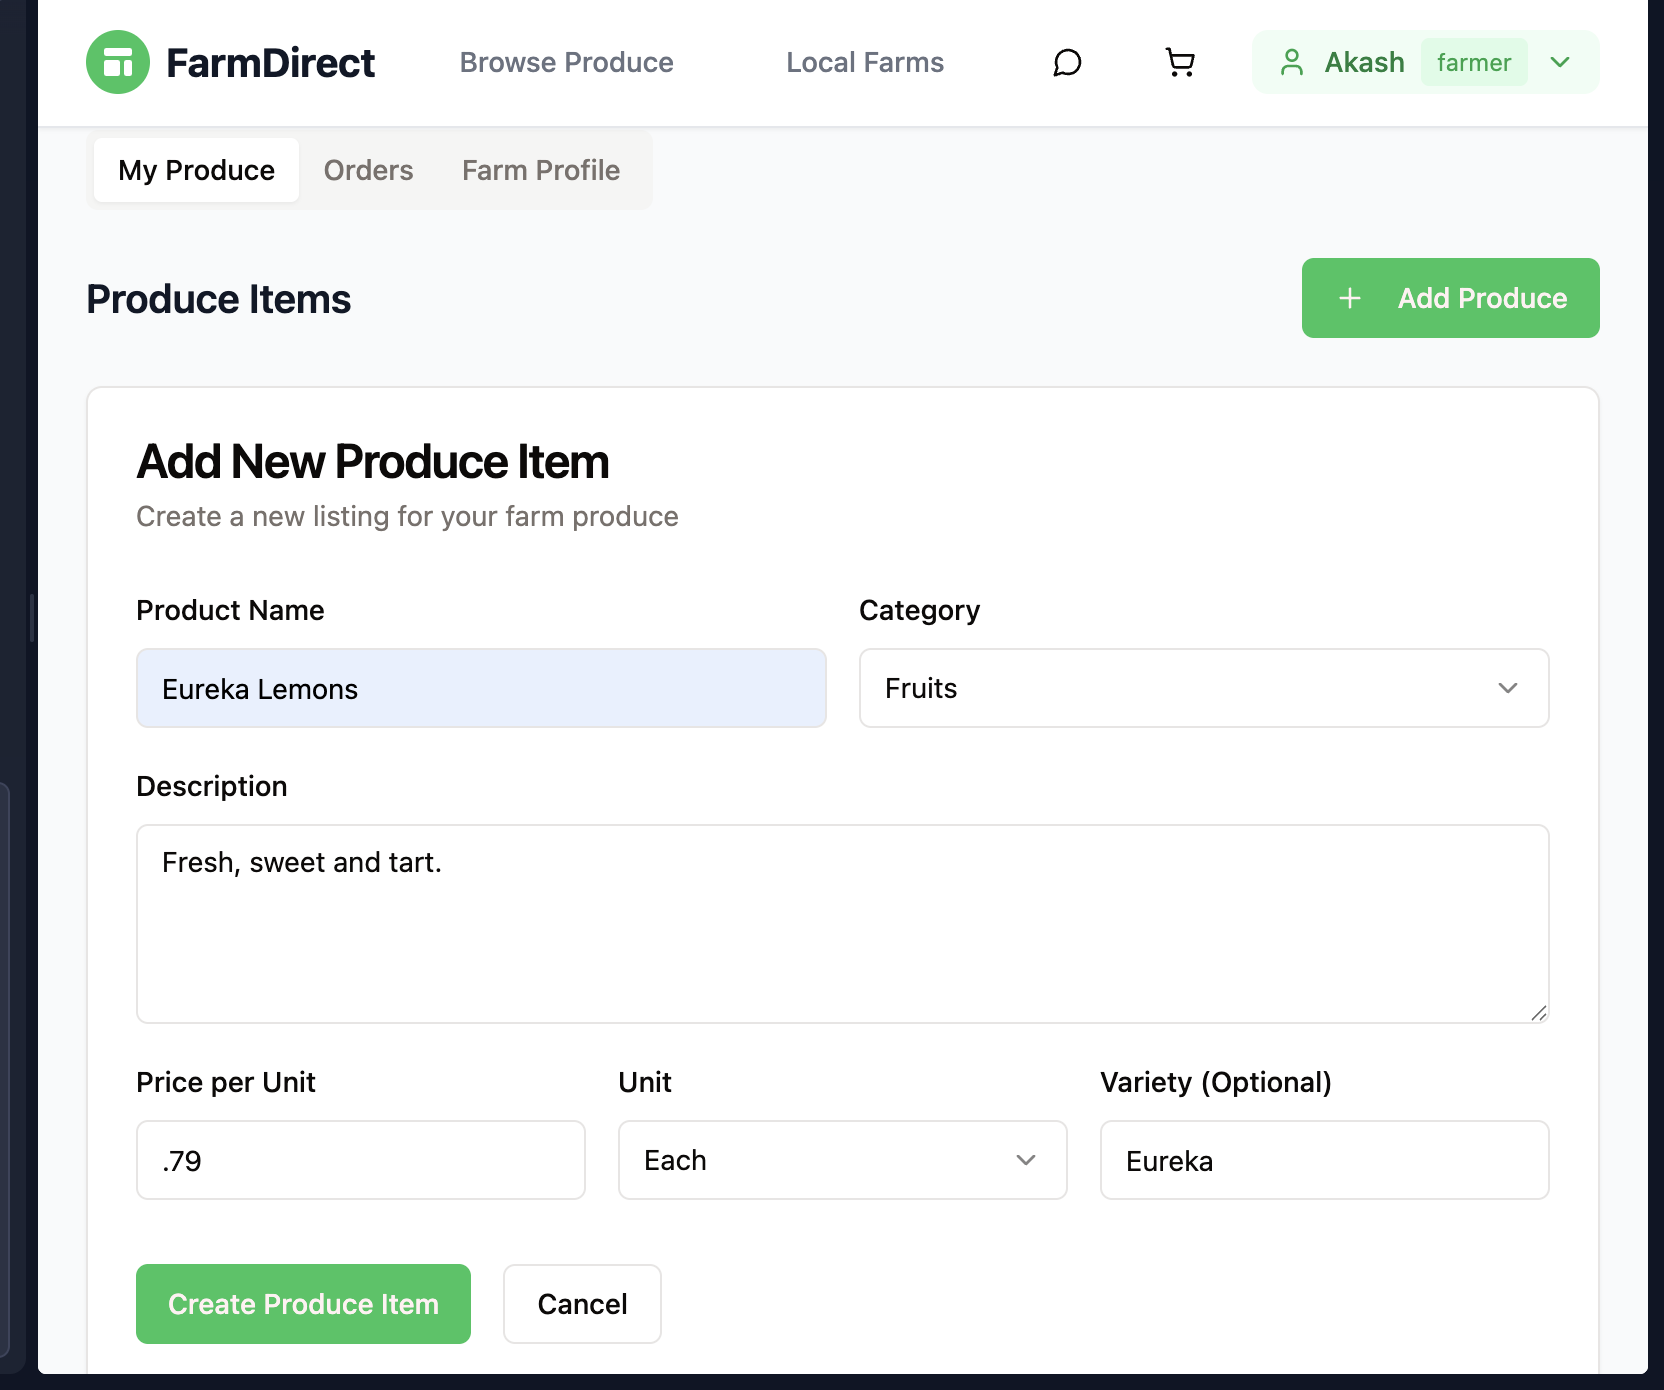 FarmDirect
Browse Produce
Local Farms
Akash
farmer
My Produce
Orders
Farm Profile
Produce Items
Add Produce
Add New Produce Item
Create a new listing for your farm produce
Product Name
Category
Eureka Lemons
Fruits
Description
Fresh, sweet and tart.
Price per Unit
Unit
Variety (Optional)
.79
Each
Eureka
Create Produce Item
Cancel